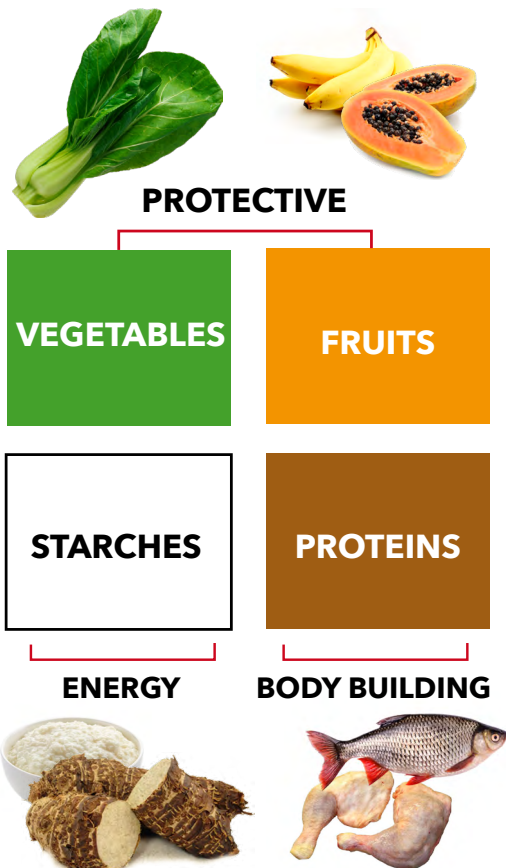 PROTECTIVE
VEGETABLES
FRUITS
STARCHES
PROTEINS
ENERGY
BODY BUILDING